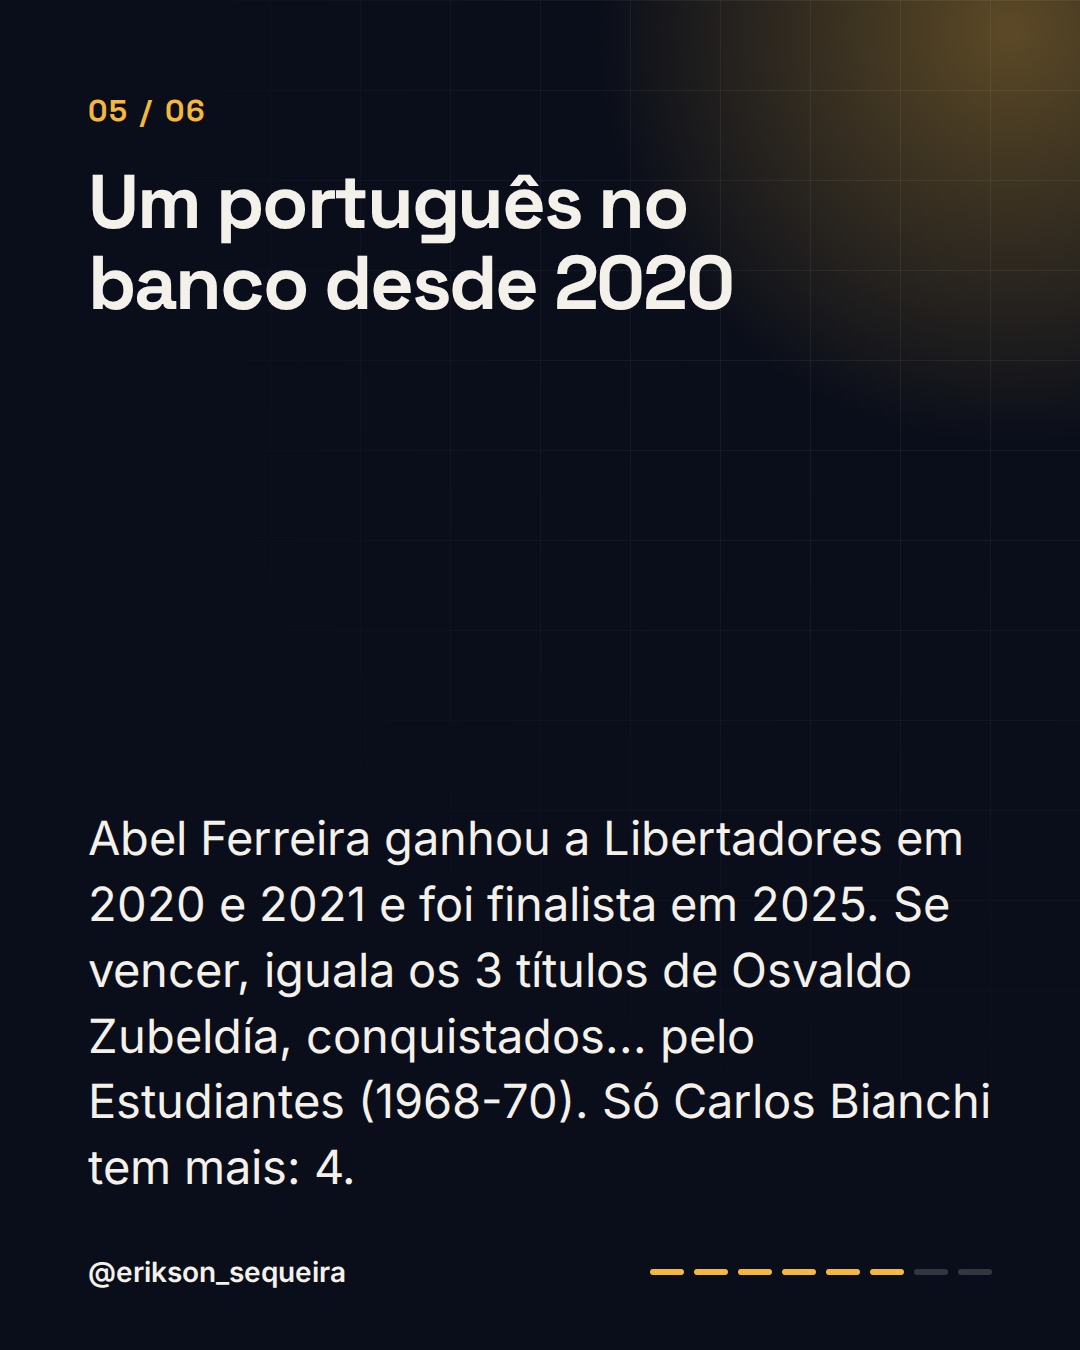 05 / 06
Um português no
banco desde 2020
Abel Ferreira ganhou a Libertadores em
2020 e 2021 e foi finalista em 2025. Se
vencer, iguala os 3 títulos de Osvaldo
Zubeldía, conquistados... pelo
Estudiantes (1968-70). Só Carlos Bianchi
tem mais: 4.
@erikson_sequeira